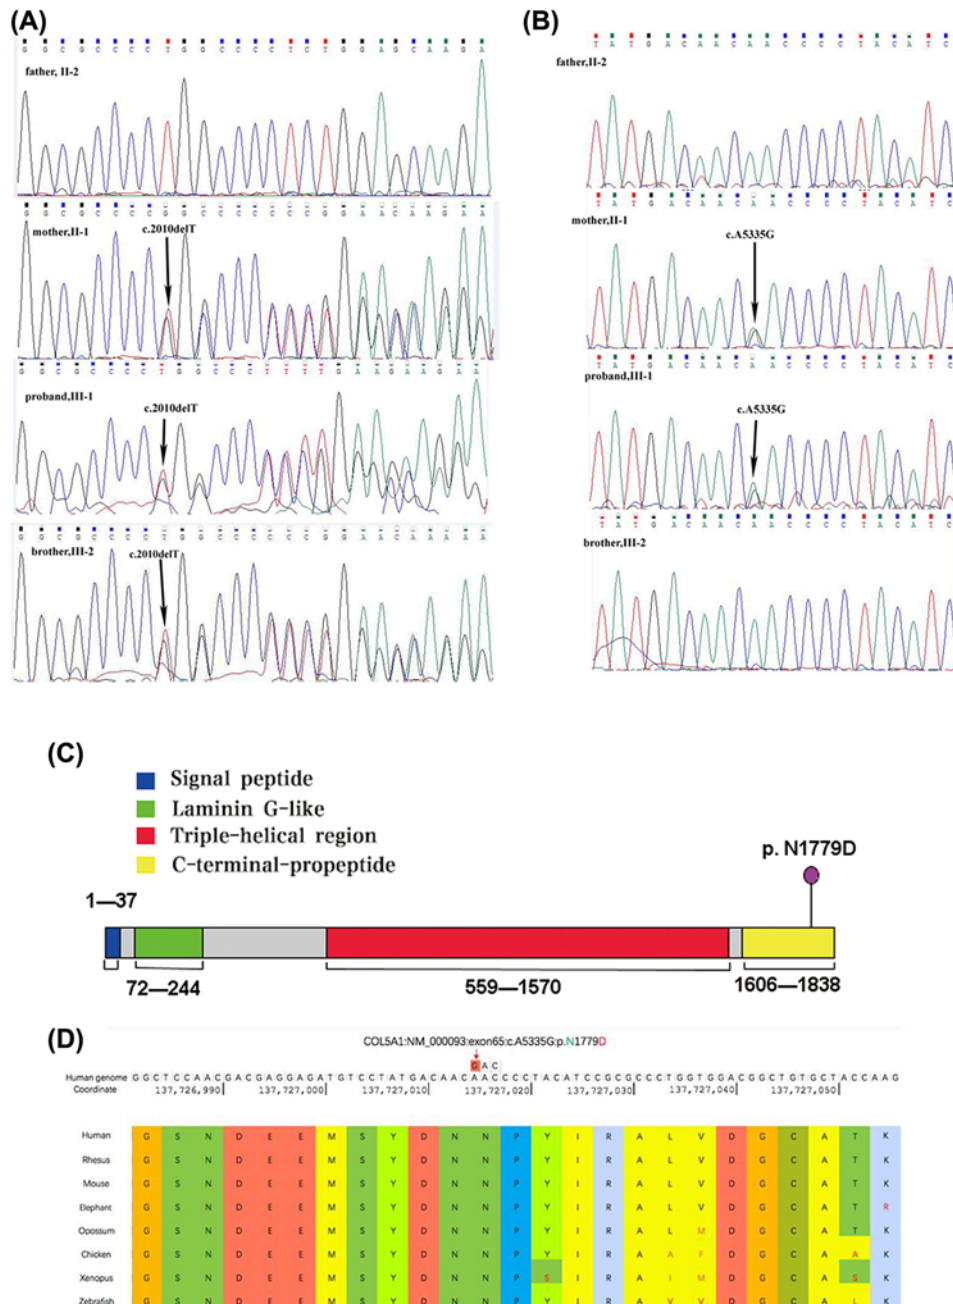 (A)
G G C G C C C C T G G C C C C T C T G G A G C A A G A
father, II-2
mother,II-1
c.2010delT
proband,III-1
c.2010delT
brother,III-2
c.2010delT
(B)
T A T G A C A A C A A C C C C T A C A T C
father,II-2
T A T G A C A A C A A C C C C T A C A T C
mother,II-1
c.A5335G
T A T G A C A A C A A C C C C T A C A T C
proband,III-1
c.A5335G
T A T G A C A A C A A C C C C T A C A T C
brother,III-2
(C)
Signal peptide
Laminin G-like
Triple-helical region
C-terminal-propeptide
p. N1779D
1—37
72—244
559—1570
1606—1838
(D)
COL5A1:NM_000093:exon65:c.A5335G:p.N1779D
G A C
Human genome G G C T C C A A C G A C G A G G A G A T G T C C T A T G A C A A C A A C C C C T A C A T C C G C G C C C T G G T G G A C G G C T G T G C T A C C A A G
Coordinate 137,726,990 137,727,000 137,727,010 137,727,020 137,727,030 137,727,040 137,727,050
Human G S N D E E M S Y D N N P Y I R A L V D G C A T K
Rhesus G S N D E E M S Y D N N P Y I R A L V D G C A T K
Mouse G S N D E E M S Y D N N P Y I R A L V D G C A T K
Elephant G S N D E E M S Y D N N P Y I R A L V D G C A T R
Opossum G S N D E E M S Y D N N P Y I R A L M D G C A T K
Chicken G S N D E E M S Y D N N P Y I R A A F D G C A A K
Xenopus G S N D E E M S Y D N N P S I R A I M D G C A S K
Zebrafish G S N D E E M S Y D N N P Y I R A V V D G C A L K